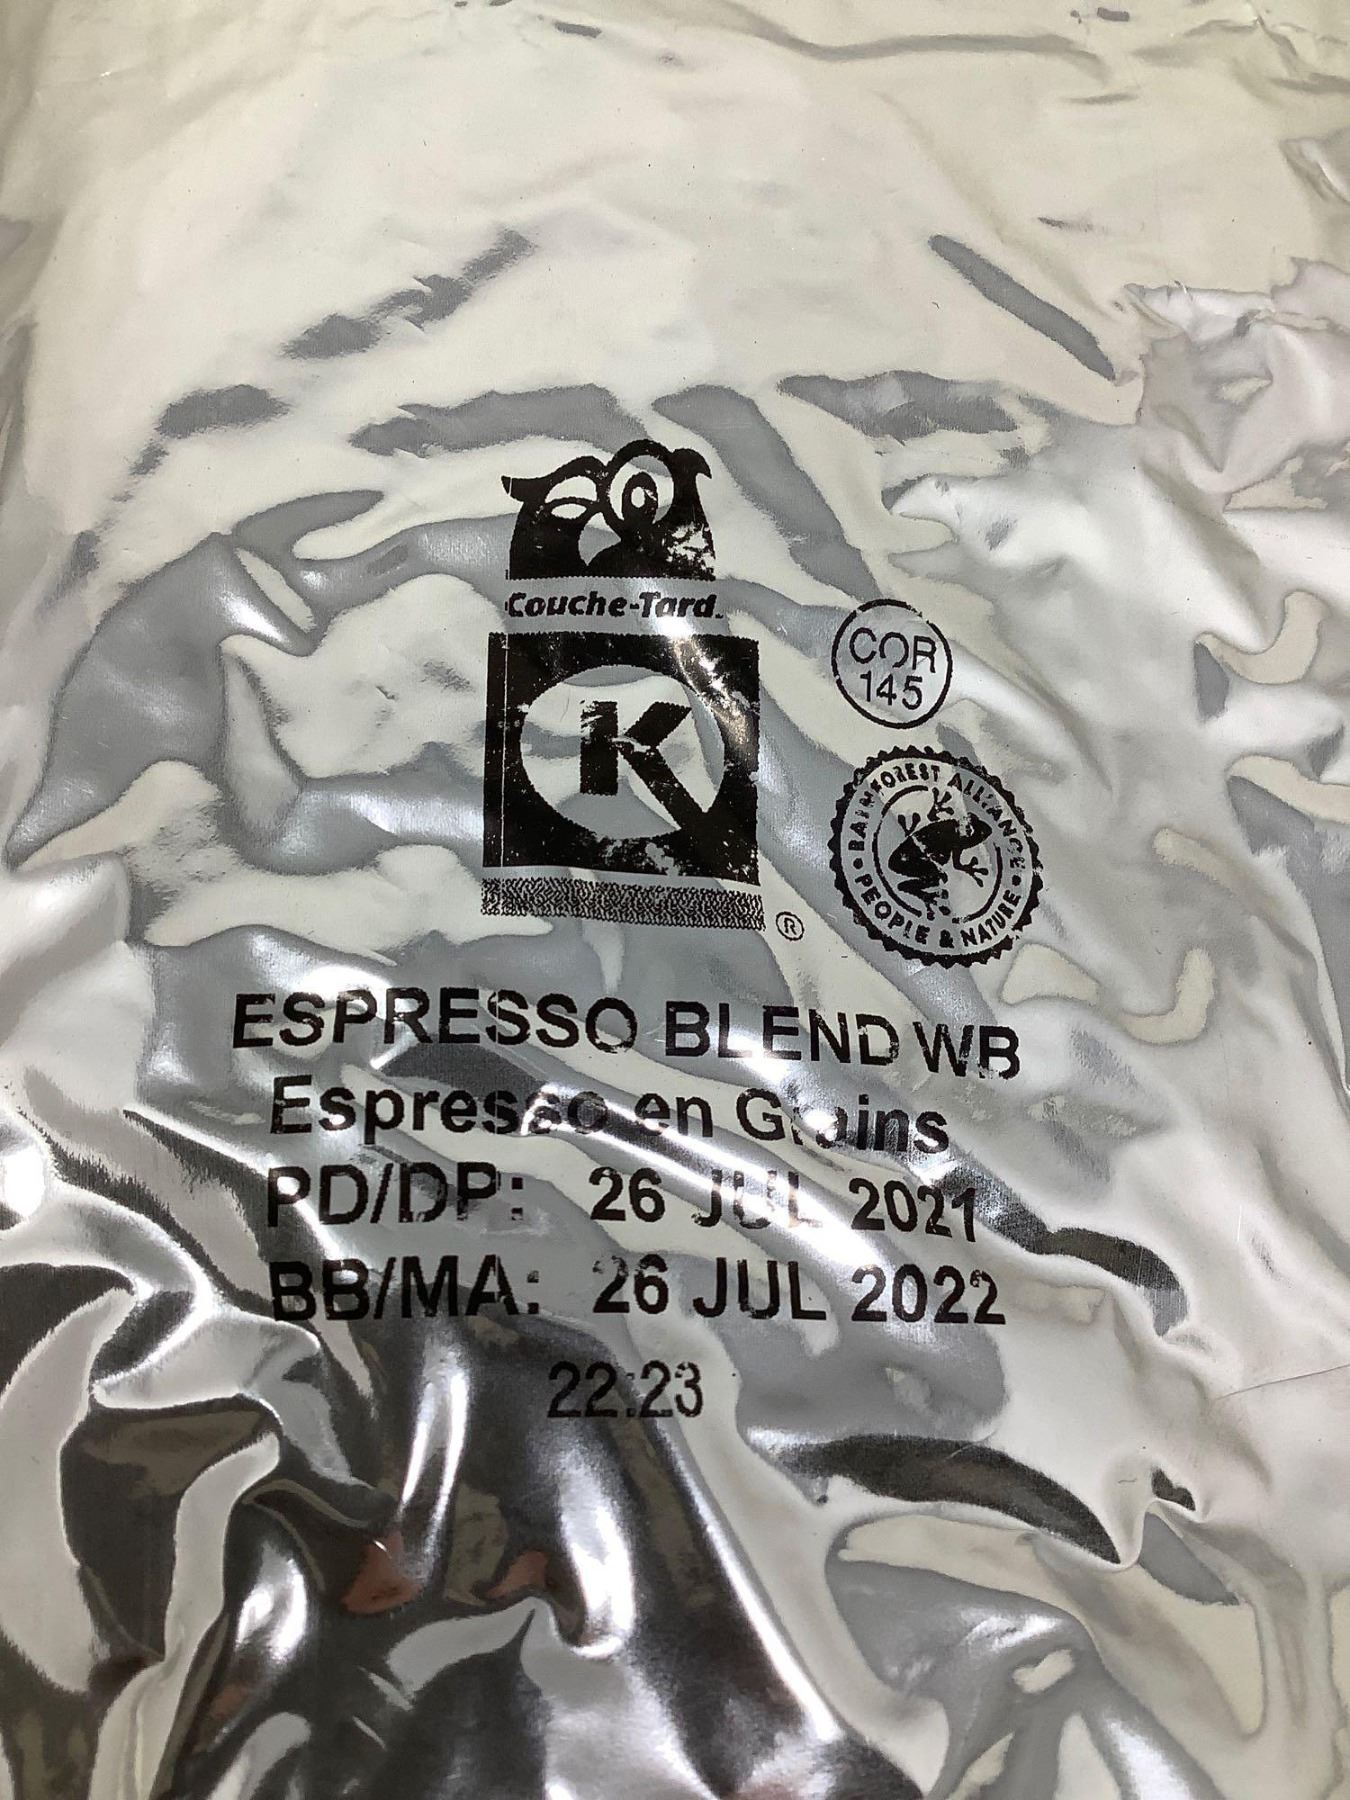 Couche-Tard.
K
®
COR
145
RAINFOREST ALLIANCE
• PEOPLE & NATURE •
ESPRESSO BLEND WB
Espresso en Grains
PD/DP: 26 JUL 2021
BB/MA: 26 JUL 2022
22:23